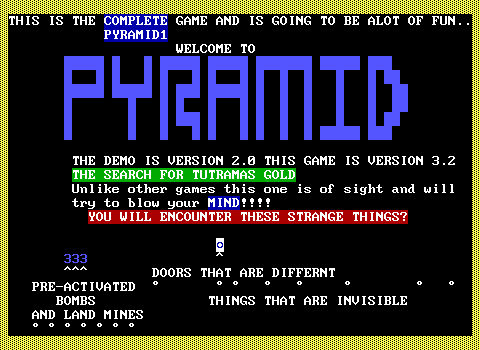 THIS IS THE COMPLETE GAME AND IS GOING TO BE ALOT OF FUN..
PYRAMID1
WELCOME TO
PYRAMID
THE DEMO IS VERSION 2.0 THIS GAME IS VERSION 3.2
THE SEARCH FOR TUTRAMAS GOLD
Unlike other games this one is of sight and will
try to blow your MIND!!!!
YOU WILL ENCOUNTER THESE STRANGE THINGS?
333
^^^
^
DOORS THAT ARE DIFFERNT
PRE-ACTIVATED
BOMBS
THINGS THAT ARE INVISIBLE
AND LAND MINES